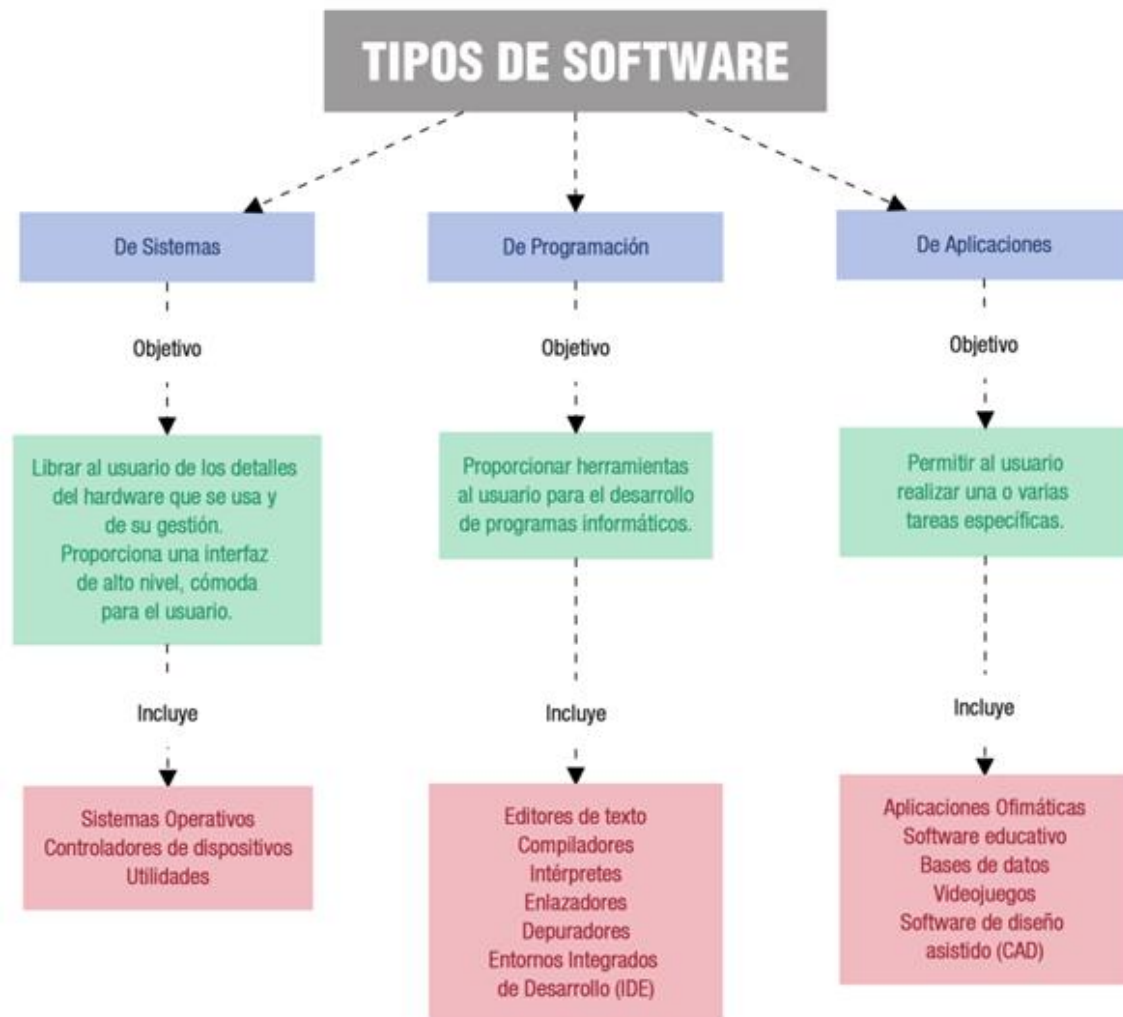 TIPOS DE SOFTWARE
De Sistemas
Objetivo
Librar al usuario de los detalles
del hardware que se usa y
de su gestión.
Proporciona una interfaz
de alto nivel, cómoda
para el usuario.
Incluye
Sistemas Operativos
Controladores de dispositivos
Utilidades
De Programación
Objetivo
Proporcionar herramientas
al usuario para el desarrollo
de programas informáticos.
Incluye
Editores de texto
Compiladores
Intérpretes
Enlazadores
Depuradores
Entornos Integrados
de Desarrollo (IDE)
De Aplicaciones
Objetivo
Permitir al usuario
realizar una o varias
tareas específicas.
Incluye
Aplicaciones Ofimáticas
Software educativo
Bases de datos
Videojuegos
Software de diseño
asistido (CAD)